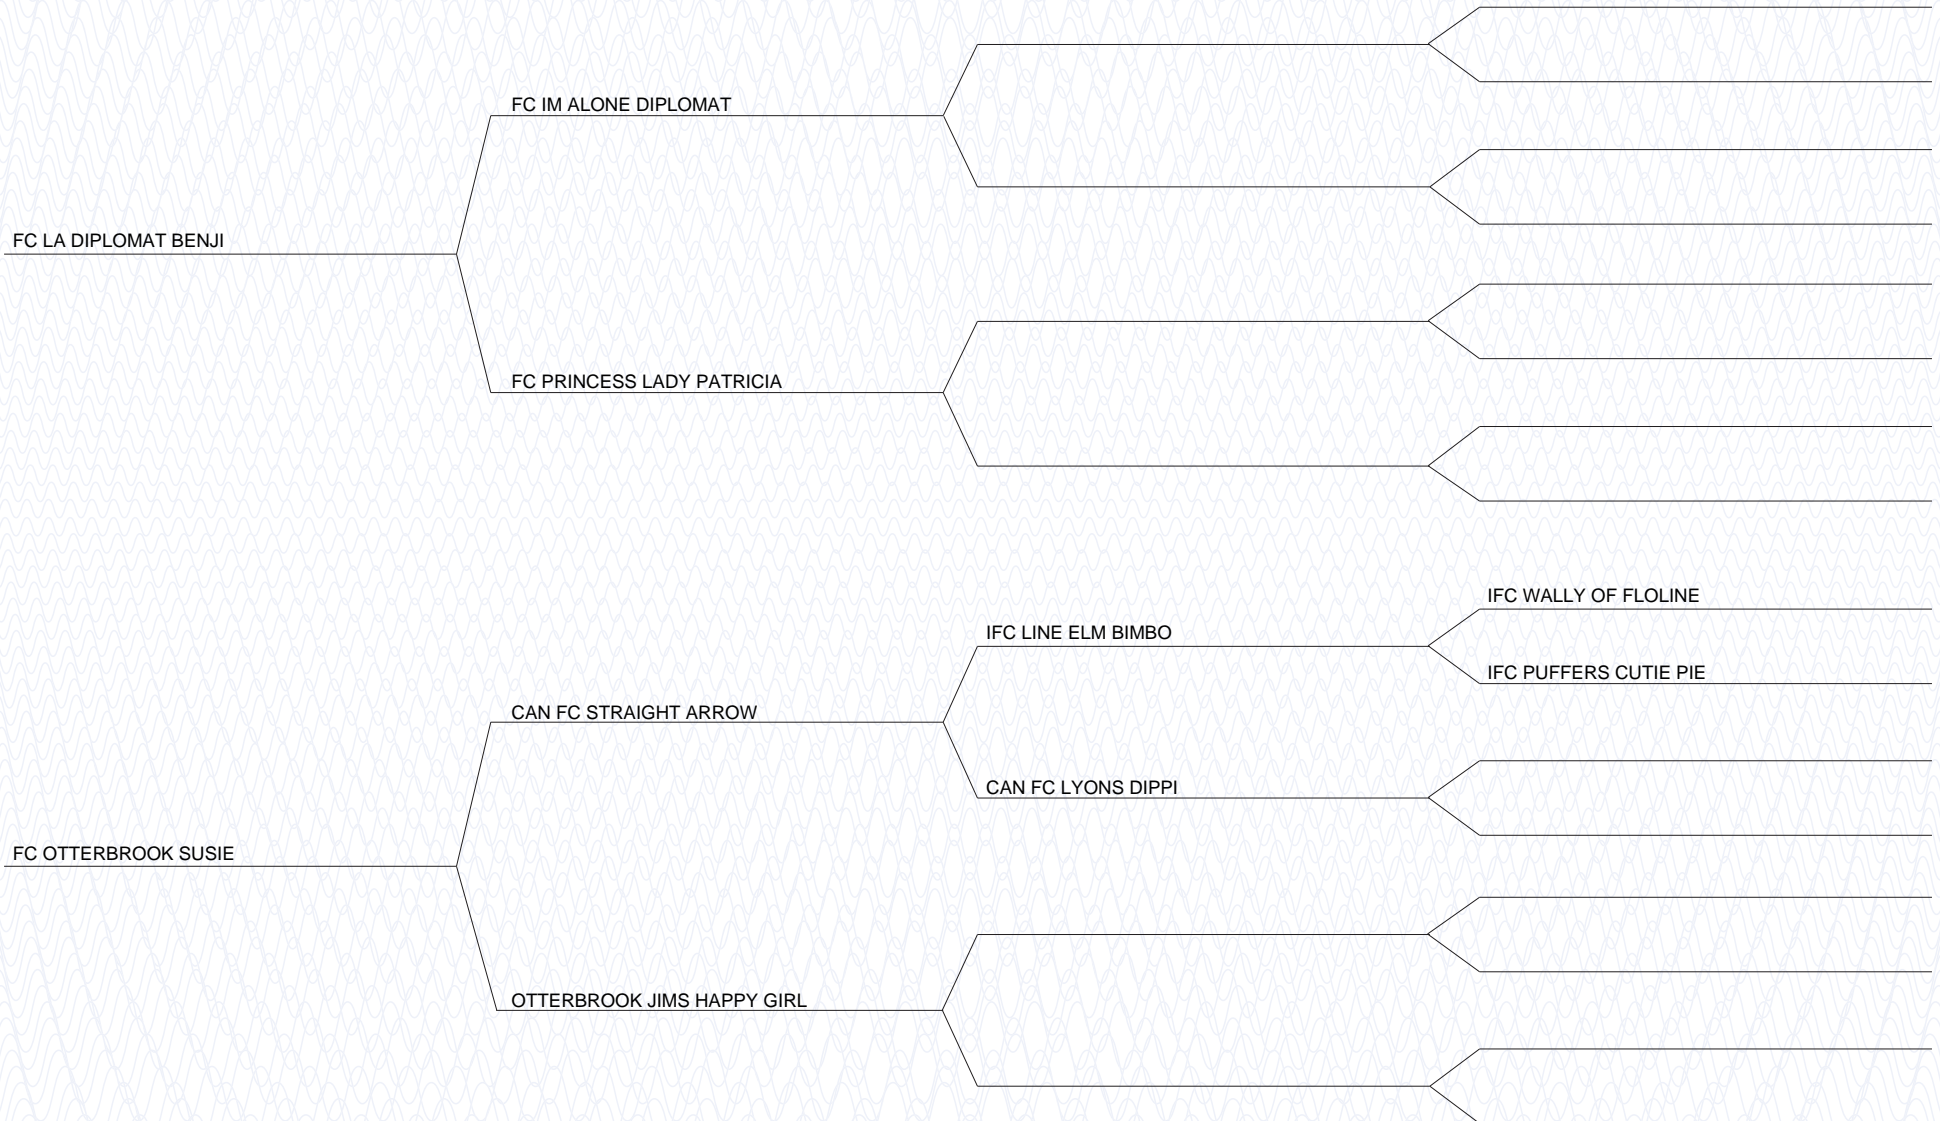 FC IM ALONE DIPLOMAT
FC LA DIPLOMAT BENJI
FC PRINCESS LADY PATRICIA
IFC WALLY OF FLOLINE
IFC LINE ELM BIMBO
IFC PUFFERS CUTIE PIE
CAN FC STRAIGHT ARROW
CAN FC LYONS DIPPI
FC OTTERBROOK SUSIE
OTTERBROOK JIMS HAPPY GIRL